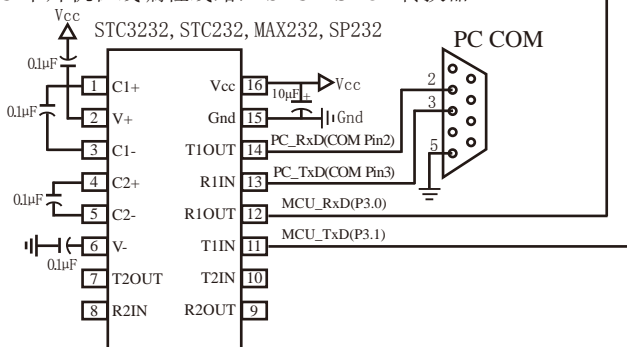 Vcc
STC3232,STC232,MAX232,SP232
PC COM
0.1μF
1 C1+ Vcc 16 Vcc
10μF +
0.1μF
2 V+ Gnd 15 Gnd
3 C1- T1OUT 14 PC_RxD(COM Pin2)
4 C2+ R1IN 13 PC_TxD(COM Pin3)
0.1μF
5 C2- R1OUT 12 MCU_RxD(P3.0)
6 V- T1IN 11 MCU_TxD(P3.1)
0.1μF
7 T2OUT T2IN 10
8 R2IN R2OUT 9
2
3
5